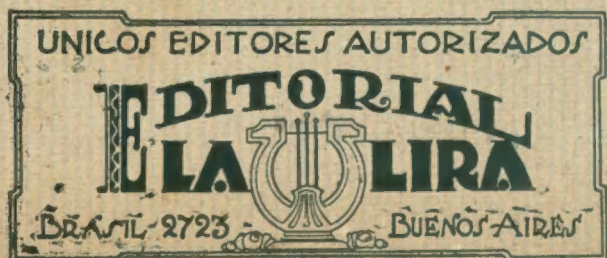 UNICOS EDITORES AUTORIZADOS
EDITORIAL
LA LIRA
BRASIL-2723 BUENOS-AIRES